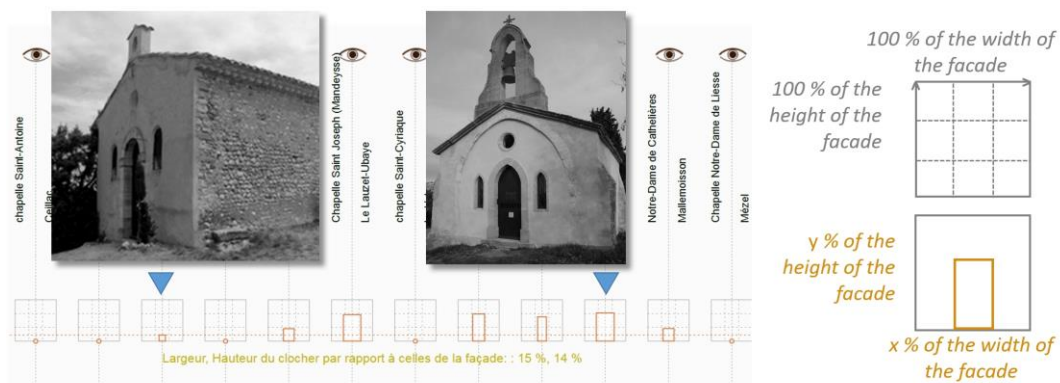 chapelle Saint-Antoine
Ceillac
Chapelle Saint Joseph (Mandeysse)
Le Lauzet-Ubaye
chapelle Saint-Cyriaque
Notre-Dame de Cathelières
Mallemoisson
Chapelle Notre-Dame de Liesse
Mézel
Largeur, Hauteur du clocher par rapport à celles de la façade: : 15 %, 14 %
100 % of the width of
the facade
100 % of the
height of the
facade
y % of the
height of the
facade
x % of the width of
the facade